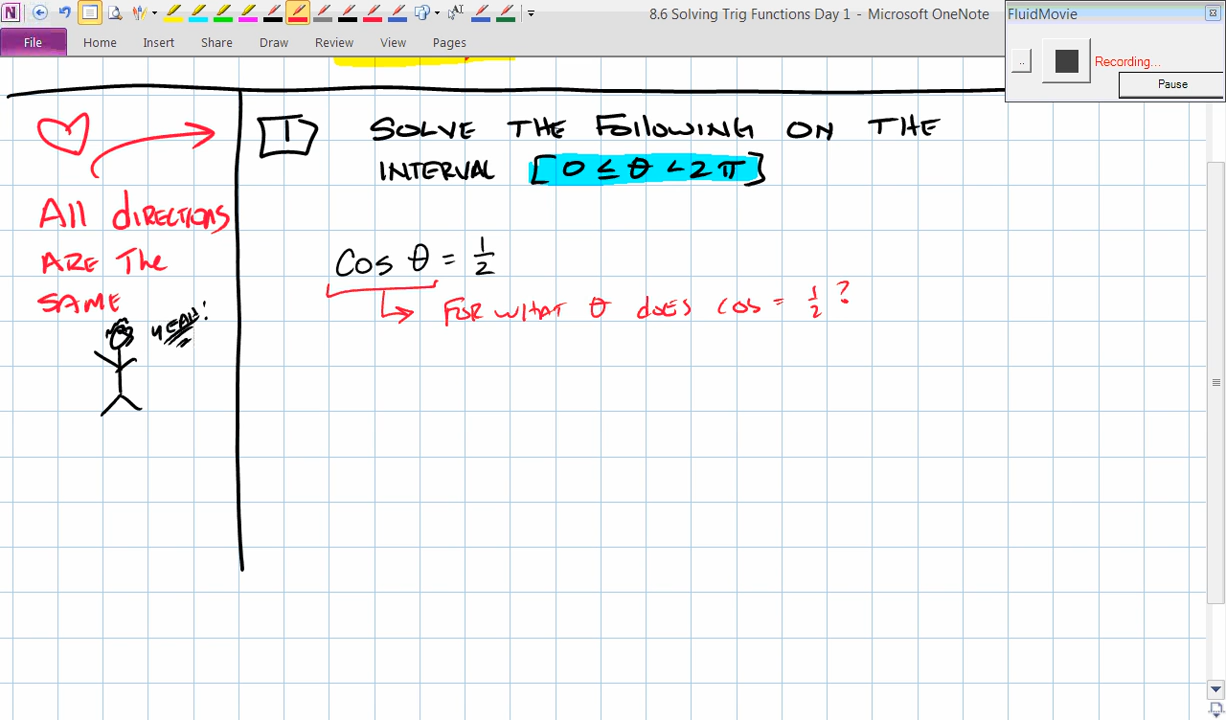 8.6 Solving Trig Functions Day 1 - Microsoft OneNote
FluidMovie
File Home Insert Share Draw Review View Pages
.. Recording...
Pause
1 SOLVE THE FOLLOWING ON THE
INTERVAL [0 ≤ θ < 2π]
All dIRECTIONS
ARE THE
SAME
YEAH!
COS θ = 1/2
FOR WHAT θ DOES COS = 1/2 ?